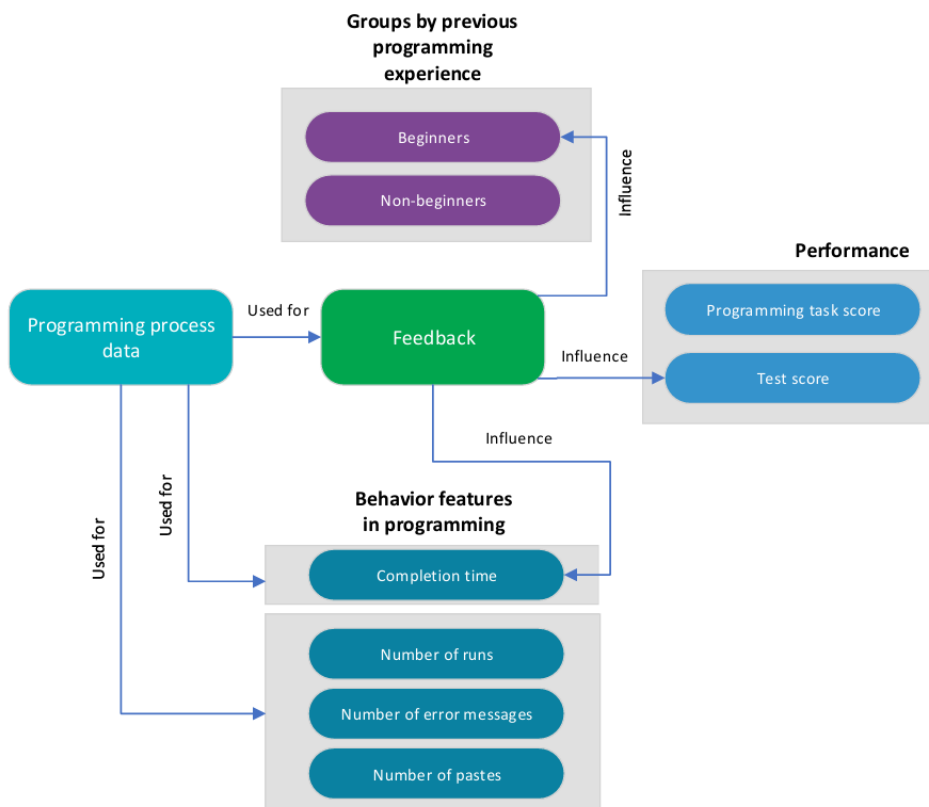 Groups by previous
programming
experience
Beginners
Non-beginners
Influence
Performance
Programming task score
Test score
Programming process
data
Used for
Feedback
Influence
Influence
Used for
Used for
Behavior features
in programming
Completion time
Number of runs
Number of error messages
Number of pastes